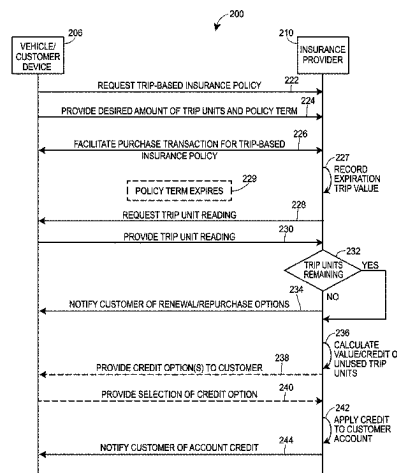 200
206
210
VEHICLE/
CUSTOMER
DEVICE
INSURANCE
PROVIDER
REQUEST TRIP-BASED INSURANCE POLICY
222
224
PROVIDE DESIRED AMOUNT OF TRIP UNITS AND POLICY TERM
226
FACILITATE PURCHASE TRANSACTION FOR TRIP-BASED
INSURANCE POLICY
227
RECORD
EXPIRATION
TRIP VALUE
229
POLICY TERM EXPIRES
228
REQUEST TRIP UNIT READING
230
PROVIDE TRIP UNIT READING
232
TRIP UNITS
REMAINING
YES
234
NO
NOTIFY CUSTOMER OF RENEWAL/REPURCHASE OPTIONS
236
CALCULATE
VALUE/CREDIT O
UNUSED TRIP
UNITS
238
PROVIDE CREDIT OPTION(S) TO CUSTOMER
240
PROVIDE SELECTION OF CREDIT OPTION
242
APPLY CREDIT
TO CUSTOMER
ACCOUNT
244
NOTIFY CUSTOMER OF ACCOUNT CREDIT